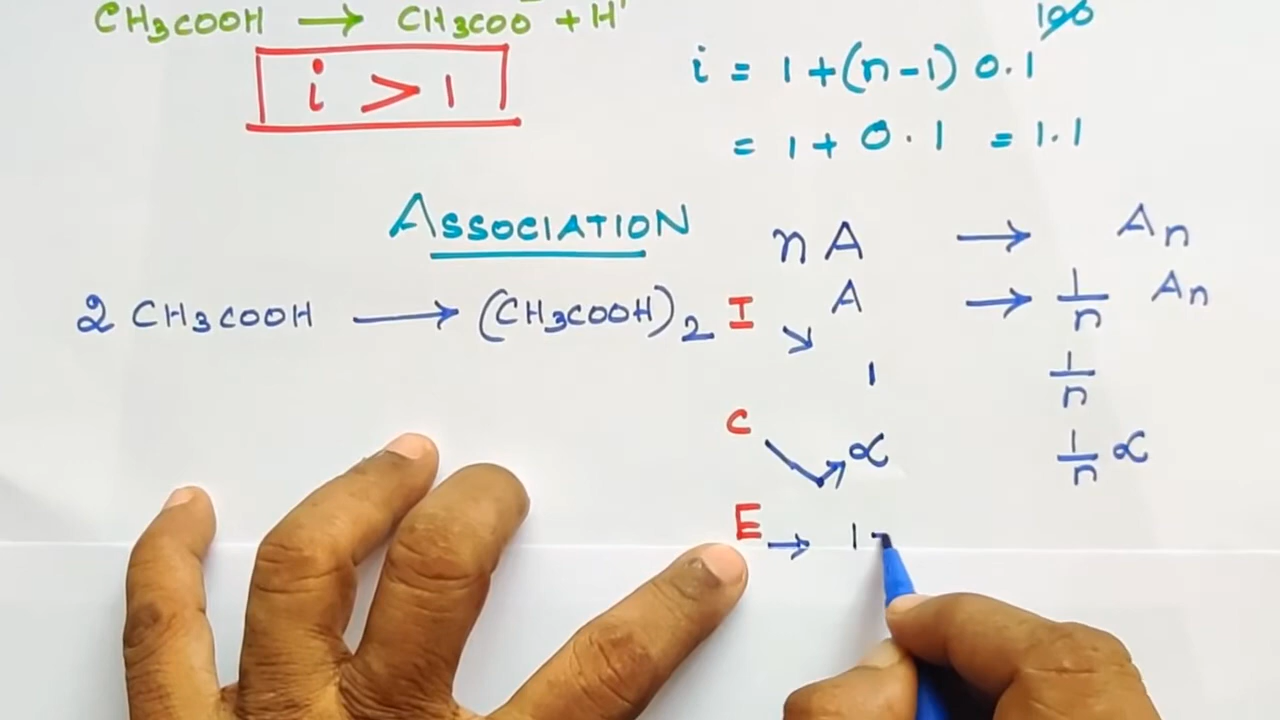 CH3COOH → CH3COO⁻ + H⁺
i > 1
100
i = 1 + (n-1) 0.1
= 1 + 0.1 = 1.1
ASSOCIATION
n A → An
2 CH3COOH → (CH3COOH)2
I A → 1/n An
1 1/n
C ∝ 1/n ∝
E → 1-